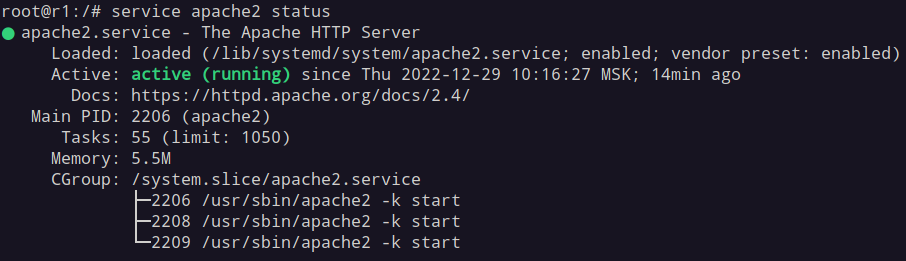 root@r1:/# service apache2 status
● apache2.service - The Apache HTTP Server
Loaded: loaded (/lib/systemd/system/apache2.service; enabled; vendor preset: enabled)
Active: active (running) since Thu 2022-12-29 10:16:27 MSK; 14min ago
Docs: https://httpd.apache.org/docs/2.4/
Main PID: 2206 (apache2)
Tasks: 55 (limit: 1050)
Memory: 5.5M
CGroup: /system.slice/apache2.service
├─2206 /usr/sbin/apache2 -k start
├─2208 /usr/sbin/apache2 -k start
└─2209 /usr/sbin/apache2 -k start